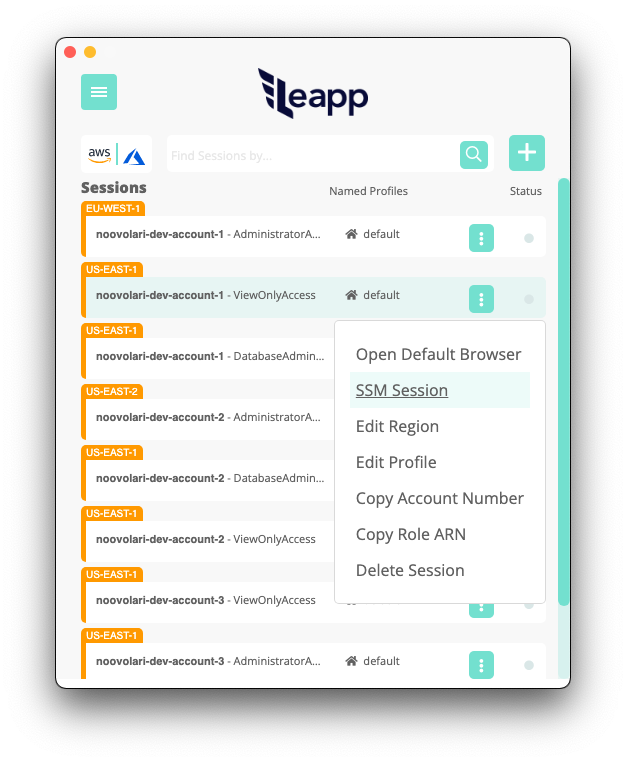 Leapp
aws
Find Sessions by...
Sessions
Named Profiles
Status
EU-WEST-1
noovolari-dev-account-1 - AdministratorA...
default
US-EAST-1
noovolari-dev-account-1 - ViewOnlyAccess
default
US-EAST-1
noovolari-dev-account-1 - DatabaseAdmin...
US-EAST-2
noovolari-dev-account-2 - AdministratorA...
US-EAST-1
noovolari-dev-account-2 - DatabaseAdmin...
US-EAST-1
noovolari-dev-account-2 - ViewOnlyAccess
US-EAST-1
noovolari-dev-account-3 - ViewOnlyAccess
US-EAST-1
noovolari-dev-account-3 - AdministratorA...
default
Open Default Browser
SSM Session
Edit Region
Edit Profile
Copy Account Number
Copy Role ARN
Delete Session